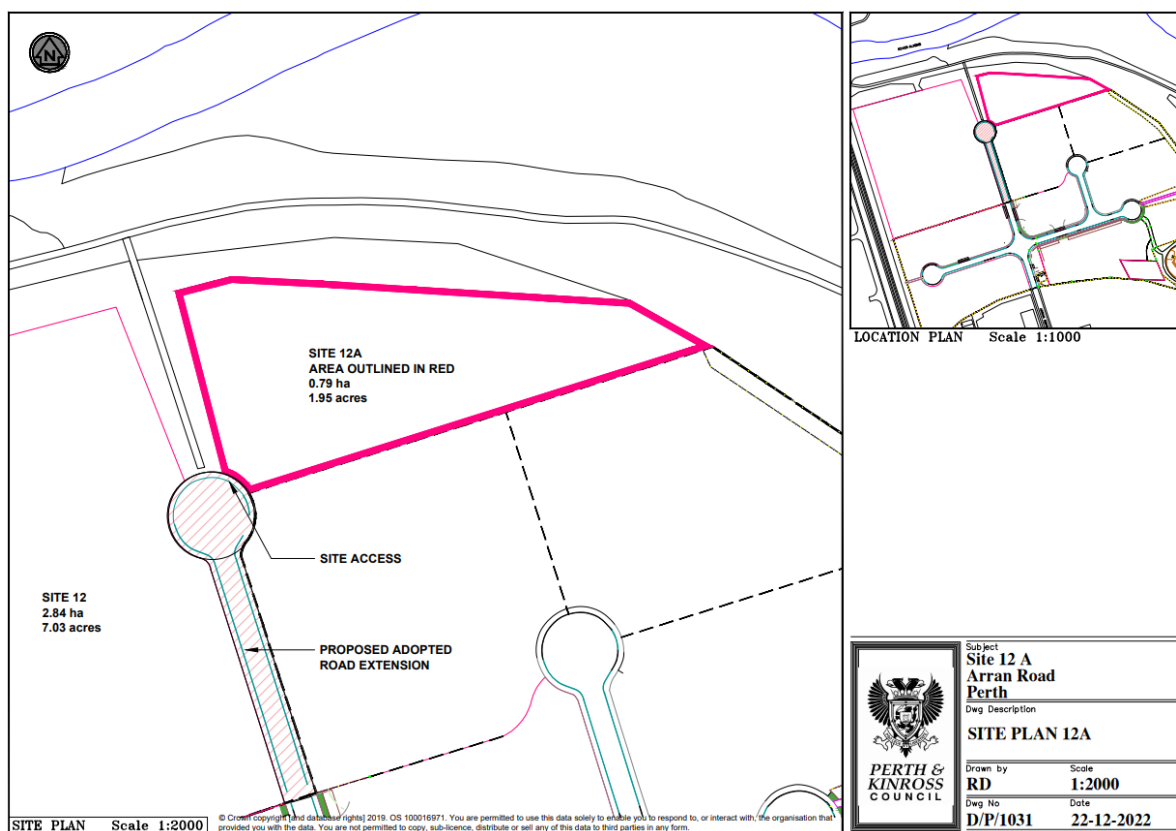 N
SITE 12A
AREA OUTLINED IN RED
0.79 ha
1.95 acres
SITE ACCESS
SITE 12
2.84 ha
7.03 acres
PROPOSED ADOPTED
ROAD EXTENSION
SITE PLAN Scale 1:2000
© Crown copyright [and database rights] 2019. OS 100016971. You are permitted to use this data solely to enable you to respond to, or interact with, the organisation that
provided you with the data. You are not permitted to copy, sub-licence, distribute or sell any of this data to third parties in any form.
LOCATION PLAN Scale 1:1000
PERTH &
KINROSS
COUNCIL
Subject
Site 12 A
Arran Road
Perth
Dwg Description
SITE PLAN 12A
Drawn by Scale
RD 1:2000
Dwg No Date
D/P/1031 22-12-2022